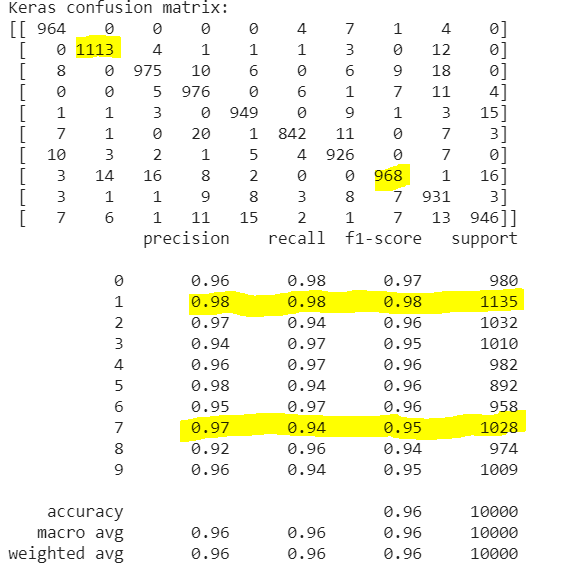 Keras confusion matrix:
[[ 964 0 0 0 0 4 7 1 4 0]
[ 0 1113 4 1 1 1 3 0 12 0]
[ 8 0 975 10 6 0 6 9 18 0]
[ 0 0 5 976 0 6 1 7 11 4]
[ 1 1 3 0 949 0 9 1 3 15]
[ 7 1 0 20 1 842 11 0 7 3]
[ 10 3 2 1 5 4 926 0 7 0]
[ 3 14 16 8 2 0 0 968 1 16]
[ 3 1 1 9 8 3 8 7 931 3]
[ 7 6 1 11 15 2 1 7 13 946]]
precision recall f1-score support
0 0.96 0.98 0.97 980
1 0.98 0.98 0.98 1135
2 0.97 0.94 0.96 1032
3 0.94 0.97 0.95 1010
4 0.96 0.97 0.96 982
5 0.98 0.94 0.96 892
6 0.95 0.97 0.96 958
7 0.97 0.94 0.95 1028
8 0.92 0.96 0.94 974
9 0.96 0.94 0.95 1009
accuracy 0.96 10000
macro avg 0.96 0.96 0.96 10000
weighted avg 0.96 0.96 0.96 10000